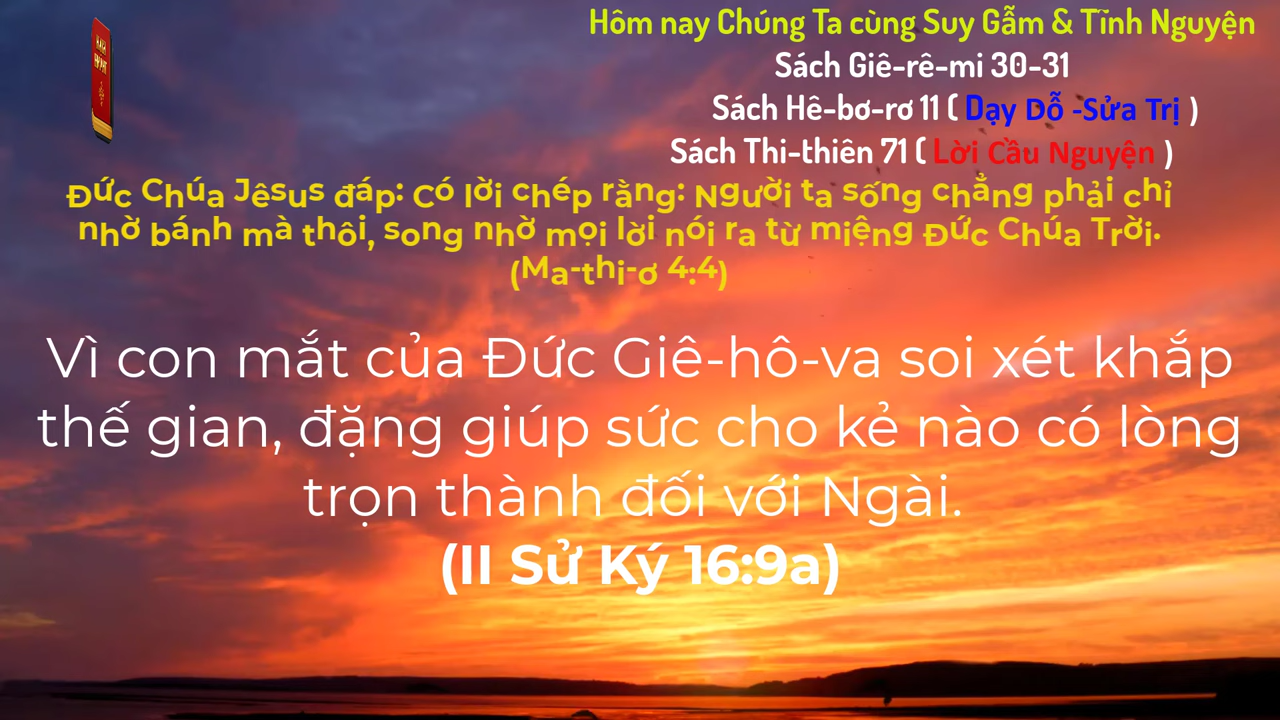 Hôm nay Chúng Ta cùng Suy Gẫm & Tĩnh Nguyện
Sách Giê-rê-mi 30-31
Sách Hê-bơ-rơ 11 ( Dạy Dỗ -Sửa Trị )
Sách Thi-thiên 71 ( Lời Cầu Nguyện )
Đức Chúa Jêsus đáp: Có lời chép rằng: Người ta sống chẳng phải chỉ
nhờ bánh mà thôi, song nhờ mọi lời nói ra từ miệng Đức Chúa Trời.
(Ma-thi-ơ 4:4)
Vì con mắt của Đức Giê-hô-va soi xét khắp
thế gian, đặng giúp sức cho kẻ nào có lòng
trọn thành đối với Ngài.
(II Sử Ký 16:9a)